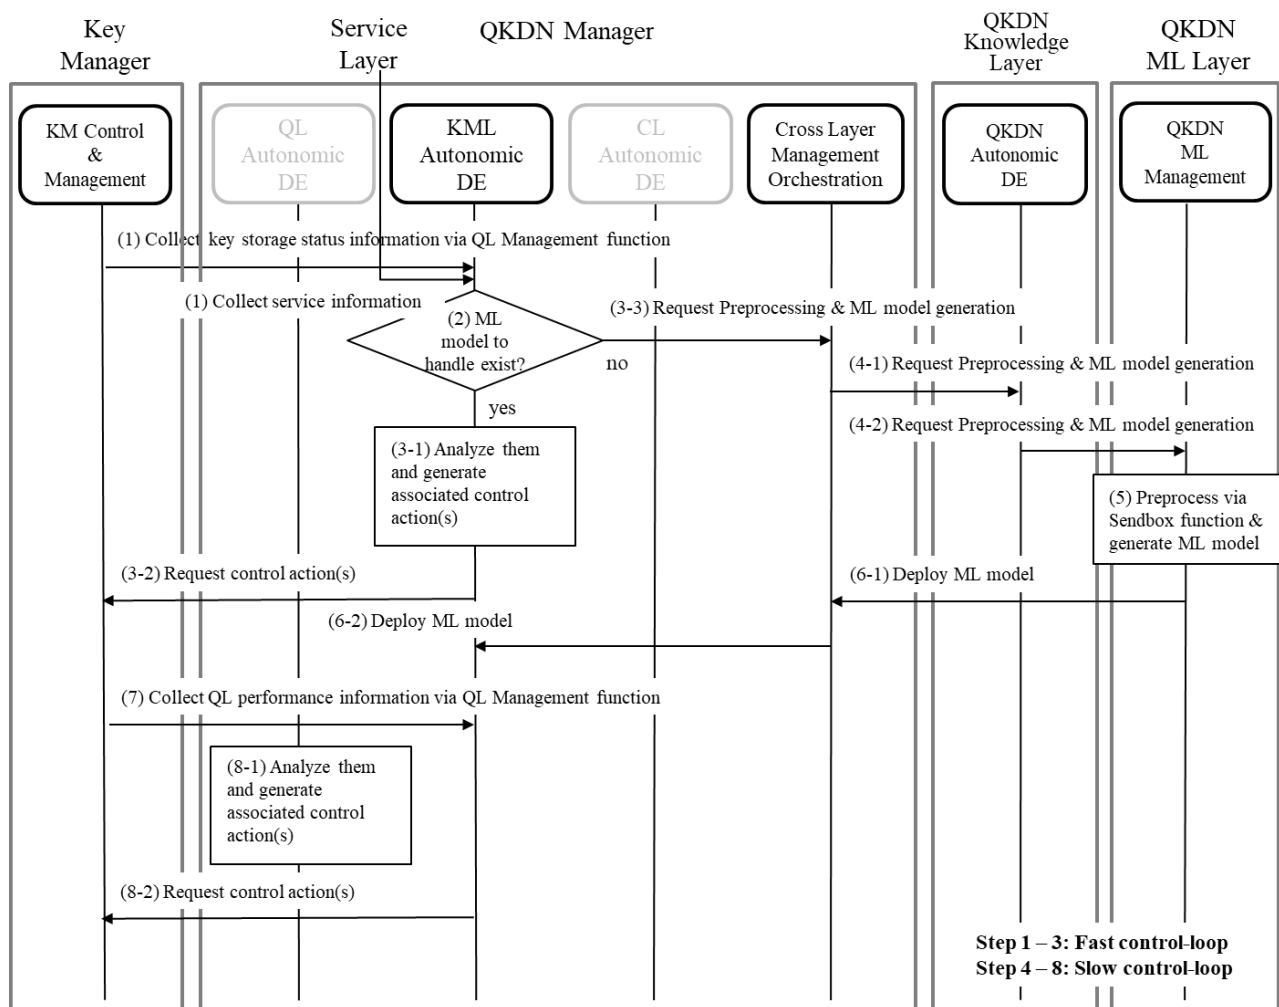 Key
Manager
Service
Layer
QKDN Manager
QKDN
Knowledge
Layer
QKDN
ML Layer
KM Control
&
Management
QL
Autonomic
DE
KML
Autonomic
DE
CL
Autonomic
DE
Cross Layer
Management
Orchestration
QKDN
Autonomic
DE
QKDN
ML
Management
(1) Collect key storage status information via QL Management function
(1) Collect service information
(2) ML
model to
handle exist?
(3-3) Request Preprocessing & ML model generation
no
(4-1) Request Preprocessing & ML model generation
yes
(4-2) Request Preprocessing & ML model generation
(3-1) Analyze them
and generate
associated control
action(s)
(5) Preprocess via
Sendbox function &
generate ML model
(3-2) Request control action(s)
(6-1) Deploy ML model
(6-2) Deploy ML model
(7) Collect QL performance information via QL Management function
(8-1) Analyze them
and generate
associated control
action(s)
(8-2) Request control action(s)
Step 1 – 3: Fast control-loop
Step 4 – 8: Slow control-loop